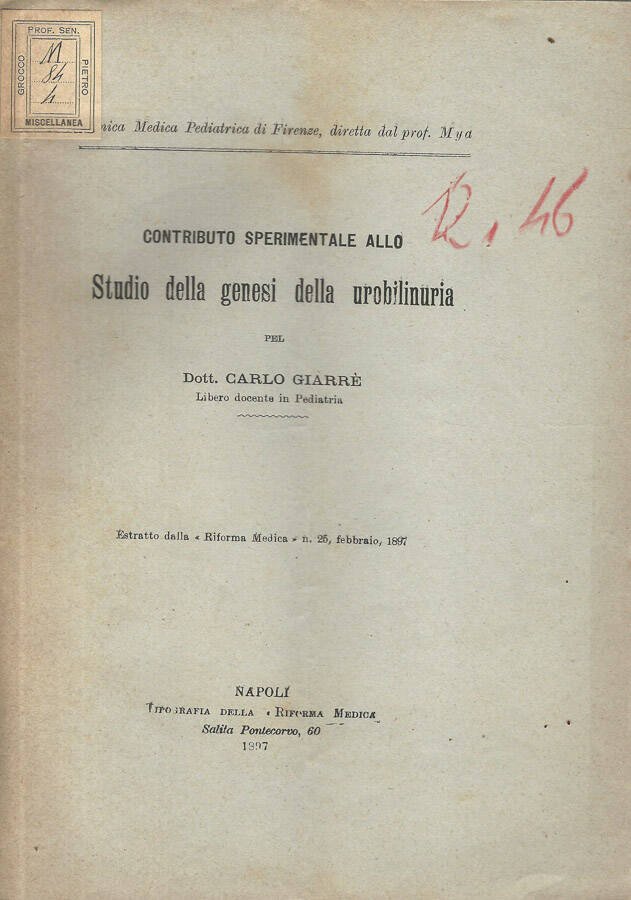 PROF. SEN.
GROCCO
PIETRO
M
84
4
MISCELLANEA
nica Medica Pediatrica di Firenze, diretta dal prof. Mya
12. 46
CONTRIBUTO SPERIMENTALE ALLO
Studio della genesi della urobilinuria
PEL
Dott. CARLO GIARRÈ
Libero docente in Pediatria
Estratto dalla « Riforma Medica » n. 25, febbraio, 1897
NAPOLI
TIPOGRAFIA DELLA « RIFORMA MEDICA
Salita Pontecorvo, 60
1897